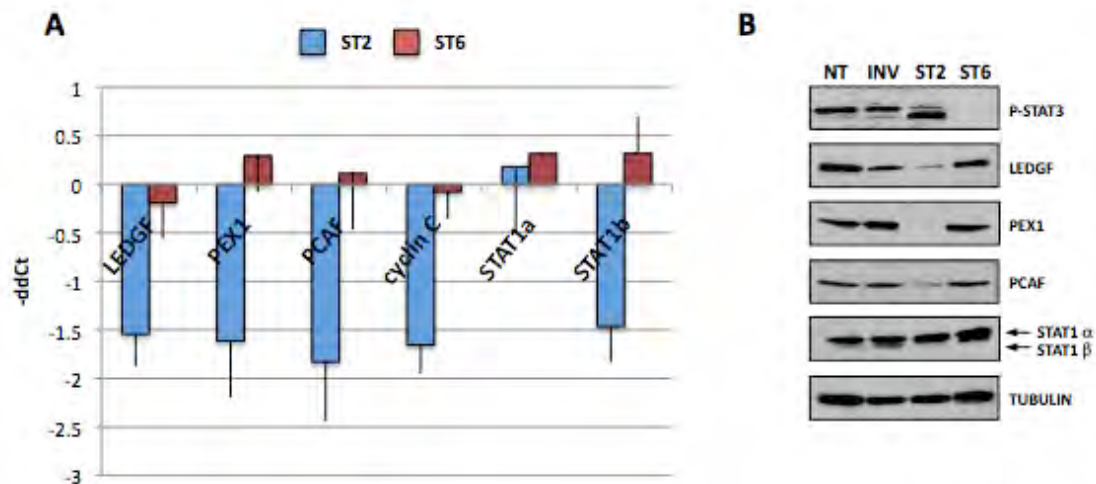 A
ST2 ST6
1
0.5
0
-0.5
-1
-1.5
-2
-2.5
-3
-ddCt
LEDGF PEX1 PCAF cyclin C STAT1a STAT1b
B
NT INV ST2 ST6
P-STAT3
LEDGF
PEX1
PCAF
STAT1 α
STAT1 β
TUBULIN